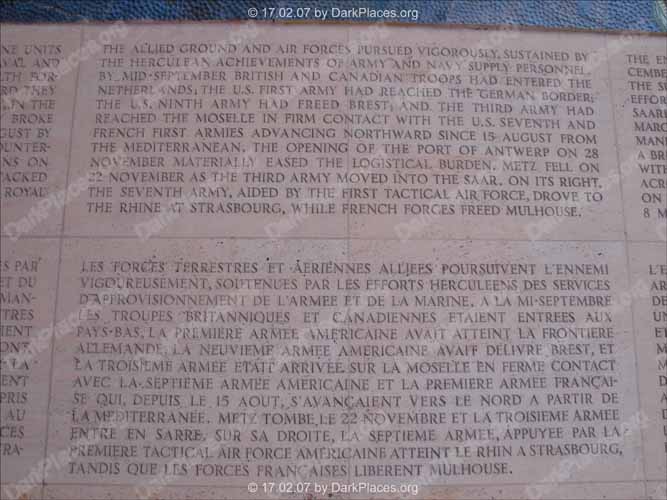 © 17.02.07 by DarkPlaces.org
THE ALLIED GROUND AND AIR FORCES PURSUED VIGOROUSLY, SUSTAINED BY
THE HERCULEAN ACHIEVEMENTS OF ARMY AND NAVY SUPPLY PERSONNEL.
BY MID-SEPTEMBER BRITISH AND CANADIAN TROOPS HAD ENTERED THE
NETHERLANDS; THE U.S. FIRST ARMY HAD REACHED THE GERMAN BORDER;
THE U.S. NINTH ARMY HAD FREED BREST; AND THE THIRD ARMY HAD
REACHED THE MOSELLE IN FIRM CONTACT WITH THE U.S. SEVENTH AND
FRENCH FIRST ARMIES ADVANCING NORTHWARD SINCE 15 AUGUST FROM
THE MEDITERRANEAN. THE OPENING OF THE PORT OF ANTWERP ON 28
NOVEMBER MATERIALLY EASED THE LOGISTICAL BURDEN. METZ FELL ON
22 NOVEMBER AS THE THIRD ARMY MOVED INTO THE SAAR. ON ITS RIGHT,
THE SEVENTH ARMY, AIDED BY THE FIRST TACTICAL AIR FORCE, DROVE TO
THE RHINE AT STRASBOURG, WHILE FRENCH FORCES FREED MULHOUSE.
LES FORCES TERRESTRES ET AERIENNES ALLIEES POURSUIVENT L'ENNEMI
VIGOUREUSEMENT, SOUTENUES PAR LES EFFORTS HERCULEENS DES SERVICES
D'APPROVISIONNEMENT DE L'ARMEE ET DE LA MARINE. A LA MI-SEPTEMBRE
LES TROUPES BRITANNIQUES ET CANADIENNES ETAIENT ENTREES AUX
PAYS-BAS, LA PREMIERE ARMEE AMERICAINE AVAIT ATTEINT LA FRONTIERE
ALLEMANDE, LA NEUVIEME ARMEE AMERICAINE AVAIT DELIVRE BREST, ET
LA TROISIEME ARMEE ETAIT ARRIVEE SUR LA MOSELLE EN FERME CONTACT
AVEC LA SEPTIEME ARMEE AMERICAINE ET LA PREMIERE ARMEE FRANÇAI-
SE QUI, DEPUIS LE 15 AOUT, S'AVANÇAIENT VERS LE NORD A PARTIR DE
LA MEDITERRANEE. METZ TOMBE LE 22 NOVEMBRE ET LA TROISIEME ARMEE
ENTRE EN SARRE. SUR SA DROITE, LA SEPTIEME ARMEE, APPUYEE PAR LA
PREMIERE TACTICAL AIR FORCE AMERICAINE ATTEINT LE RHIN A STRASBOURG,
TANDIS QUE LES FORCES FRANÇAISES LIBERENT MULHOUSE.
© 17.02.07 by DarkPlaces.org